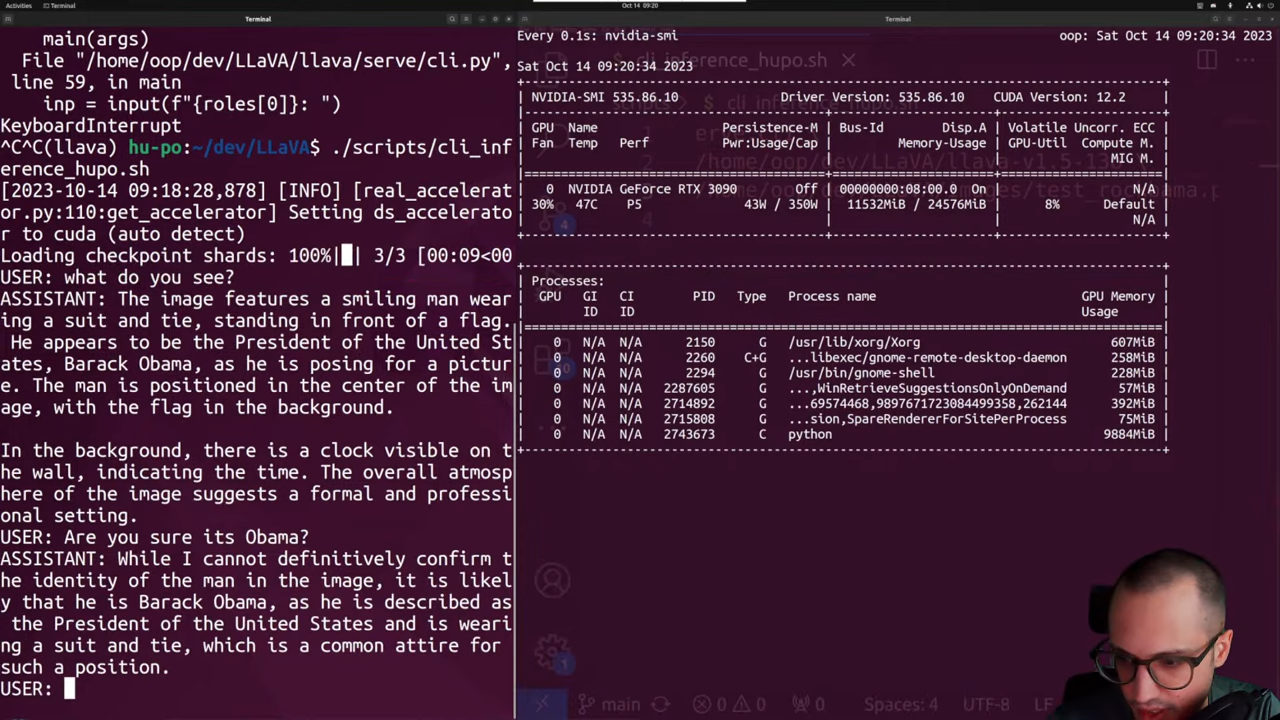 Activities
Terminal
Oct 14 09:20
Terminal
Terminal
main(args)
File "/home/oop/dev/LLaVA/llava/serve/cli.py",
line 59, in main
inp = input(f"{roles[0]}: ")
KeyboardInterrupt
^C^C(llava) hu-po:~/dev/LLaVA$ ./scripts/cli_inf
erence_hupo.sh
[2023-10-14 09:18:28,878] [INFO] [real_accelerat
or.py:110:get_accelerator] Setting ds_accelerato
r to cuda (auto detect)
Loading checkpoint shards: 100%| | 3/3 [00:09<00
USER: what do you see?
ASSISTANT: The image features a smiling man wear
ing a suit and tie, standing in front of a flag.
He appears to be the President of the United St
ates, Barack Obama, as he is posing for a pictur
e. The man is positioned in the center of the im
age, with the flag in the background.
In the background, there is a clock visible on t
he wall, indicating the time. The overall atmosp
here of the image suggests a formal and professi
onal setting.
USER: Are you sure its Obama?
ASSISTANT: While I cannot definitively confirm t
he identity of the man in the image, it is likel
y that he is Barack Obama, as he is described as
the President of the United States and is weari
ng a suit and tie, which is a common attire for
such a position.
USER:
Every 0.1s: nvidia-smi oop: Sat Oct 14 09:20:34 2023
cli_inference_hupo.sh
Sat Oct 14 09:20:34 2023
NVIDIA-SMI 535.86.10 Driver Version: 535.86.10 CUDA Version: 12.2
GPU Name Persistence-M Bus-Id Disp.A Volatile Uncorr. ECC
Fan Temp Perf Pwr:Usage/Cap Memory-Usage GPU-Util Compute M.
MIG M.
0 NVIDIA GeForce RTX 3090 Off 00000000:08:00.0 On N/A
30% 47C P5 43W / 350W 11532MiB / 24576MiB 8% Default
N/A
4
Processes:
GPU GI CI PID Type Process name GPU Memory
ID ID Usage
0 N/A N/A 2150 G /usr/lib/xorg/Xorg 607MiB
0 N/A N/A 2260 C+G ...libexec/gnome-remote-desktop-daemon 258MiB
0 N/A N/A 2294 G /usr/bin/gnome-shell 228MiB
0 N/A N/A 2287605 G ...,WinRetrieveSuggestionsOnlyOnDemand 57MiB
0 N/A N/A 2714892 G ...69574468,9897671723084499358,262144 392MiB
0 N/A N/A 2715808 G ...sion,SpareRendererForSitePerProcess 75MiB
0 N/A N/A 2743673 C python 9884MiB
1
main 0 0 0 Spaces: 4 UTF-8 LF